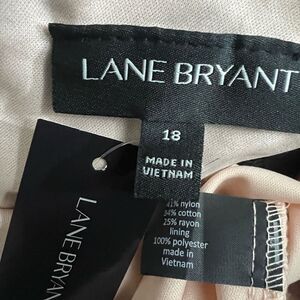 LANE BRYANT
18
MADE IN
VIETNAM
LANE BRYANT
41% nylon
34% cotton
25% rayon
lining
100% polyester
made in
Vietnam